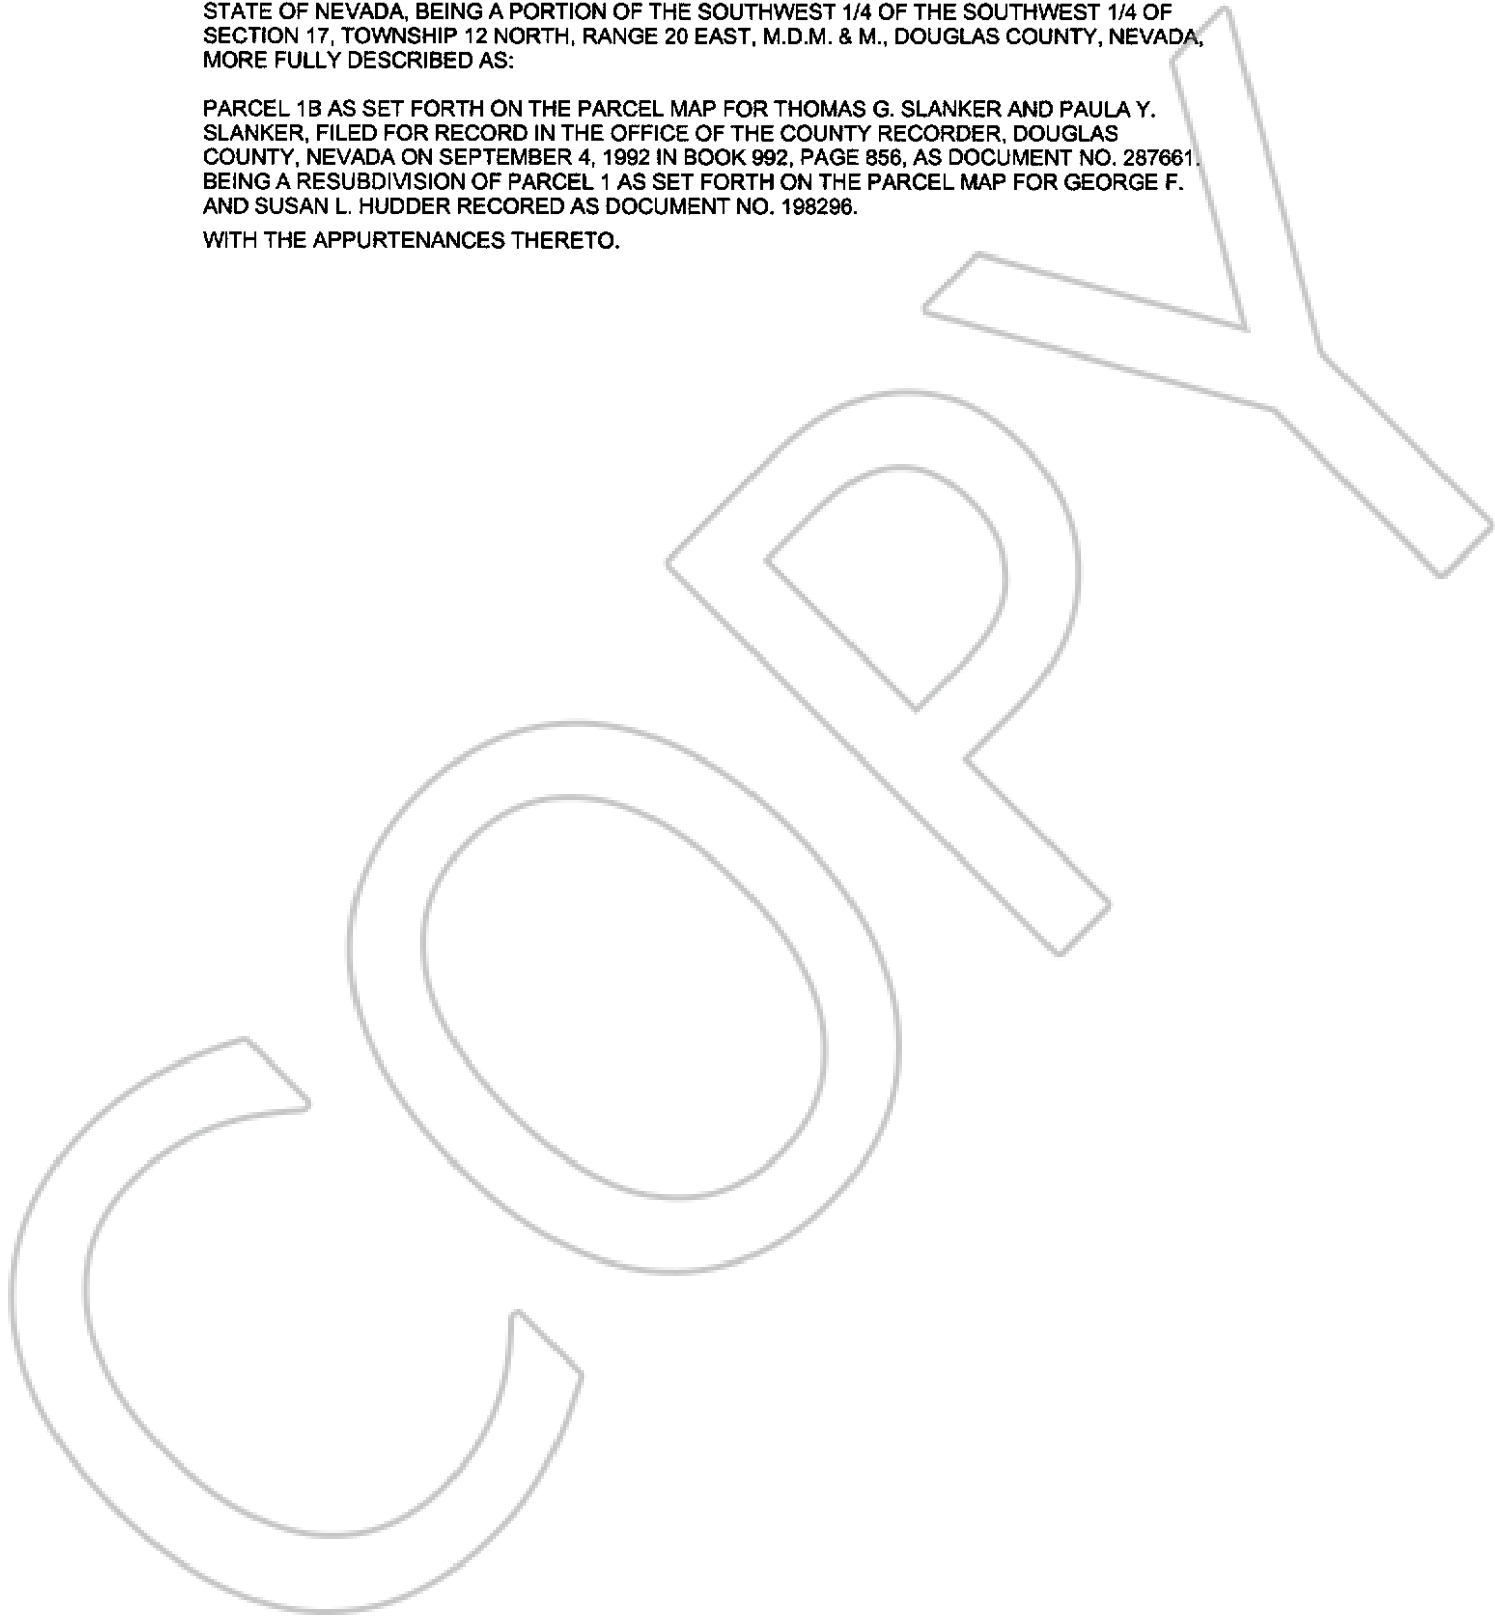 STATE OF NEVADA, BEING A PORTION OF THE SOUTHWEST 1/4 OF THE SOUTHWEST 1/4 OF
SECTION 17, TOWNSHIP 12 NORTH, RANGE 20 EAST, M.D.M. & M., DOUGLAS COUNTY, NEVADA,
MORE FULLY DESCRIBED AS:
PARCEL 1B AS SET FORTH ON THE PARCEL MAP FOR THOMAS G. SLANKER AND PAULA Y.
SLANKER, FILED FOR RECORD IN THE OFFICE OF THE COUNTY RECORDER, DOUGLAS
COUNTY, NEVADA ON SEPTEMBER 4, 1992 IN BOOK 992, PAGE 856, AS DOCUMENT NO. 287661.
BEING A RESUBDIVISION OF PARCEL 1 AS SET FORTH ON THE PARCEL MAP FOR GEORGE F.
AND SUSAN L. HUDDER RECORED AS DOCUMENT NO. 198296.
WITH THE APPURTENANCES THERETO.
COPY